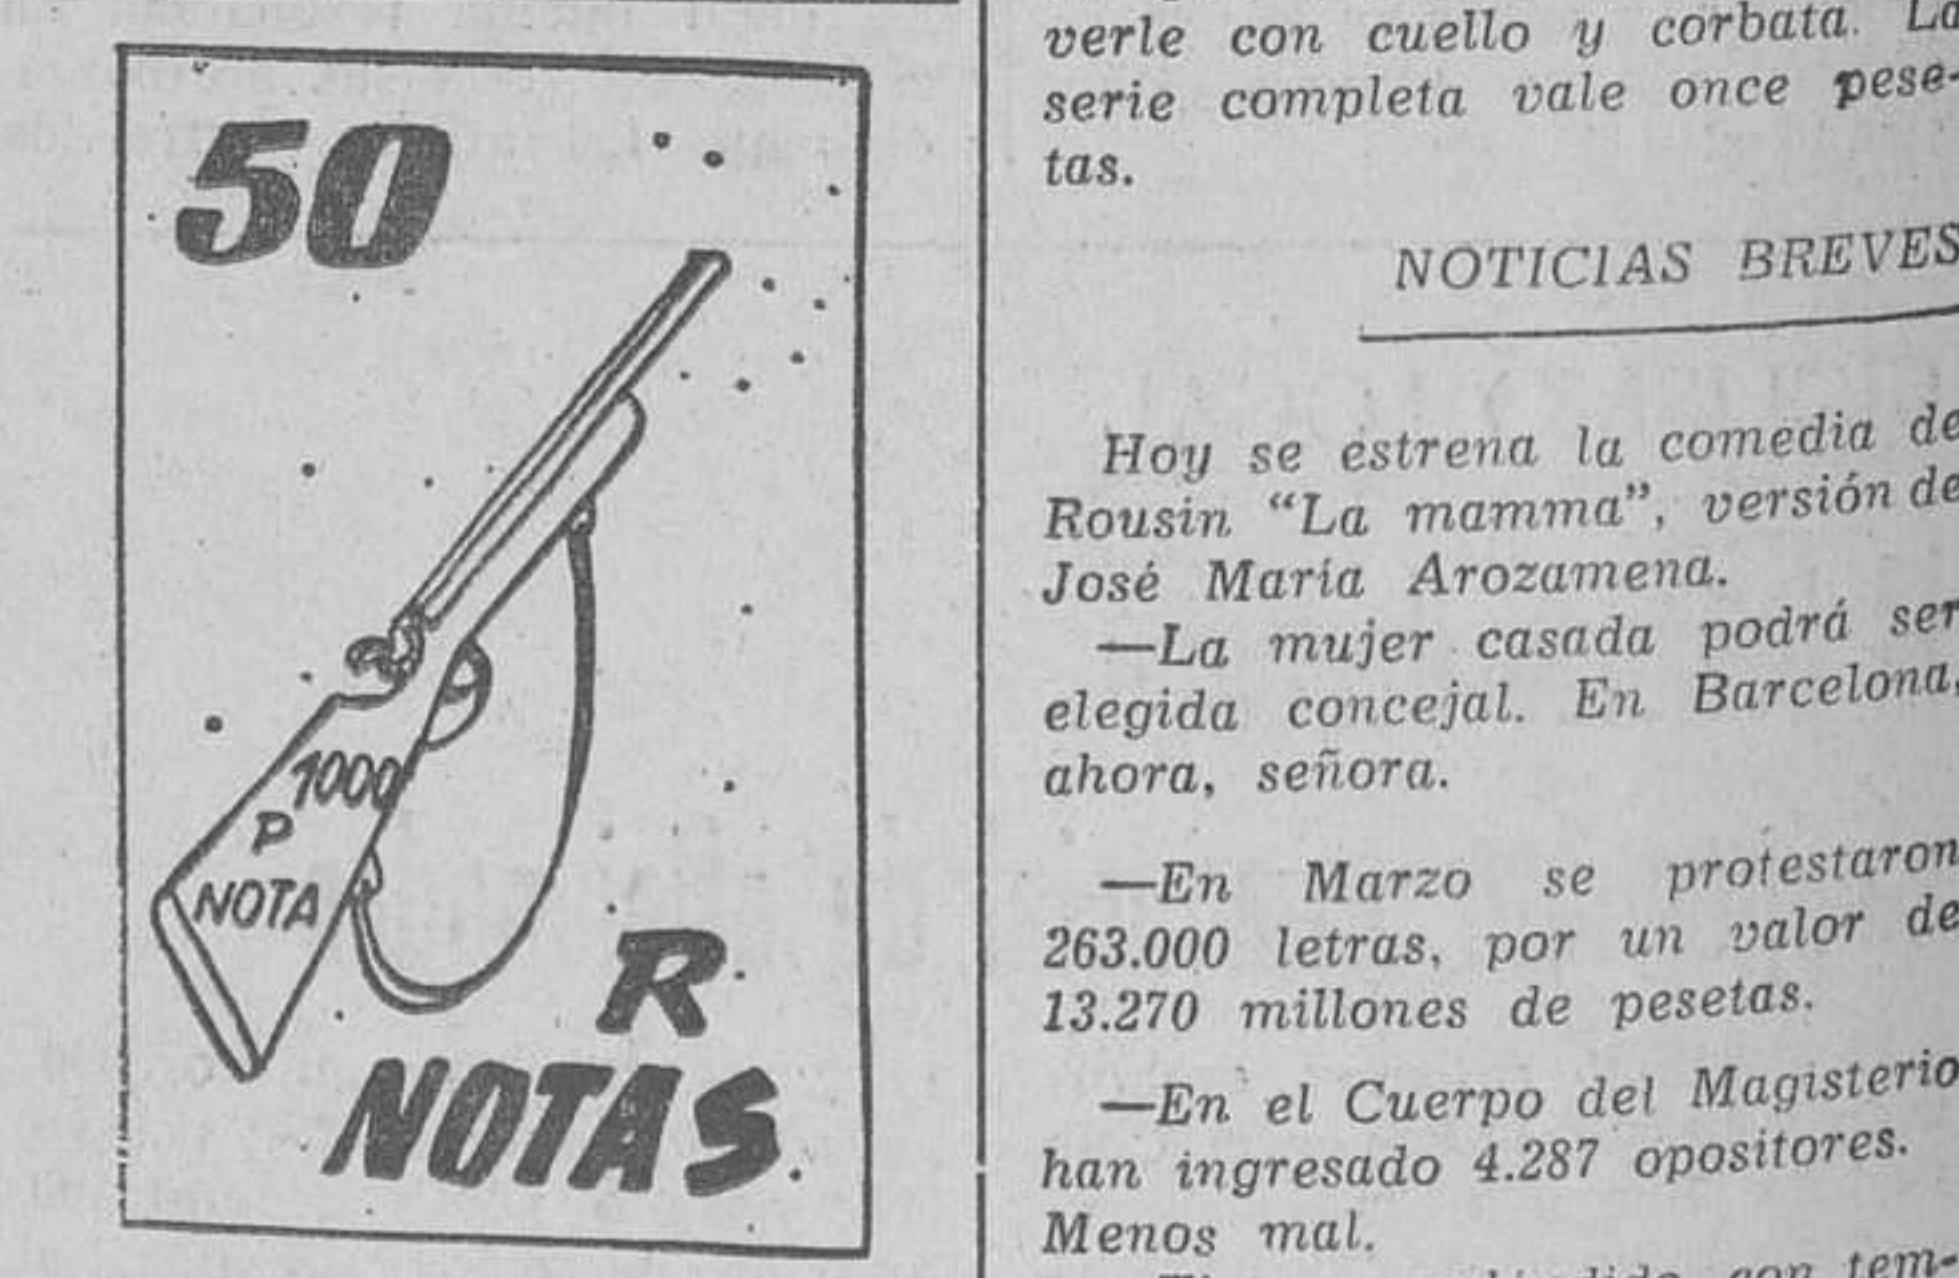 50
1000
P
NOTA
R
NOTAS
verle con cuello y corbata. La
serie completa vale once pese-
tas.
NOTICIAS BREVES
Hoy se estrena la comedia de
Rousin “La mamma”, versión de
José María Arozamena.
—La mujer casada podrá ser
elegida concejal. En Barcelona,
ahora, señora.
—En Marzo se protestaron
263.000 letras, por un valor de
13.270 millones de pesetas.
—En el Cuerpo del Magisterio
han ingresado 4.287 opositores.
Menos mal.
con tem-